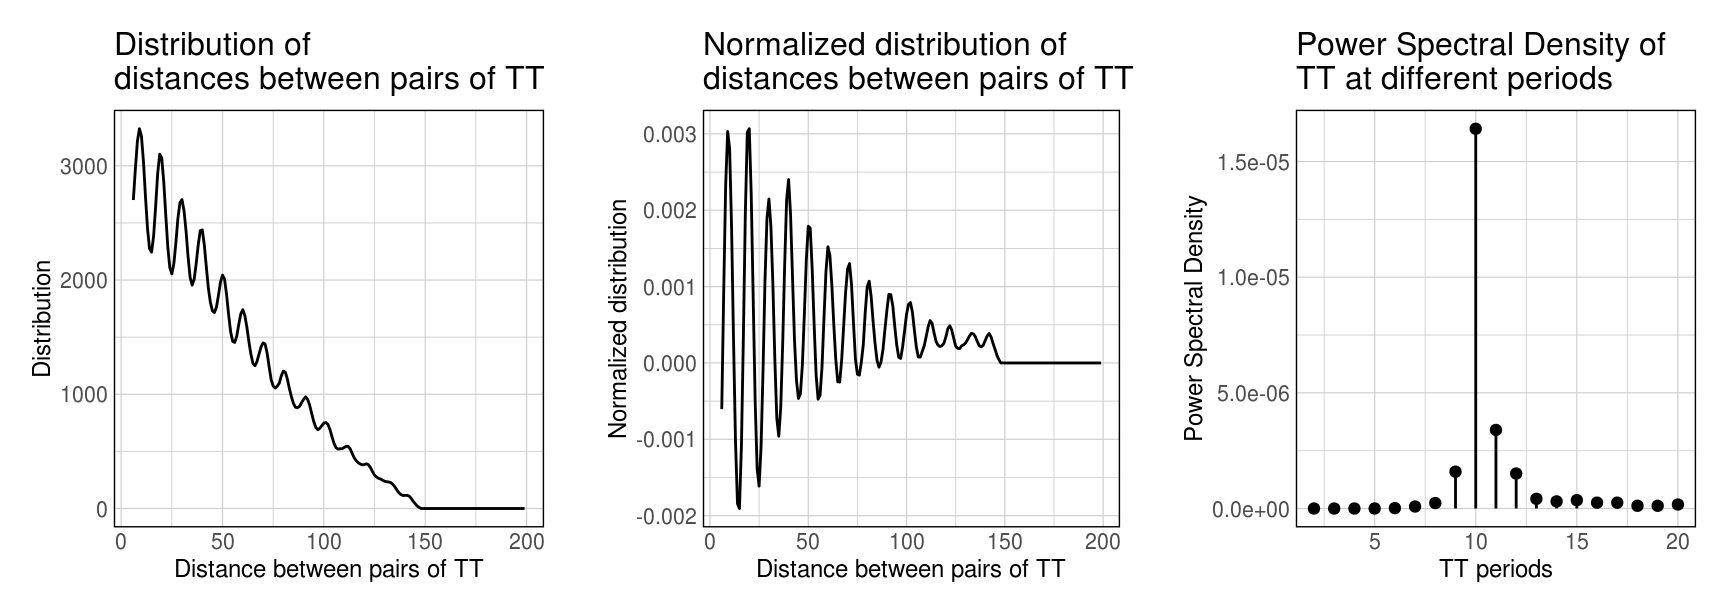 Distribution of
distances between pairs of TT
Distribution
3000
2000
1000
0
0 50 100 150 200
Distance between pairs of TT
Normalized distribution of
distances between pairs of TT
Normalized distribution
0.003
0.002
0.001
0.000
-0.001
-0.002
0 50 100 150 200
Distance between pairs of TT
Power Spectral Density of
TT at different periods
Power Spectral Density
1.5e-05
1.0e-05
5.0e-06
0.0e+00
5 10 15 20
TT periods